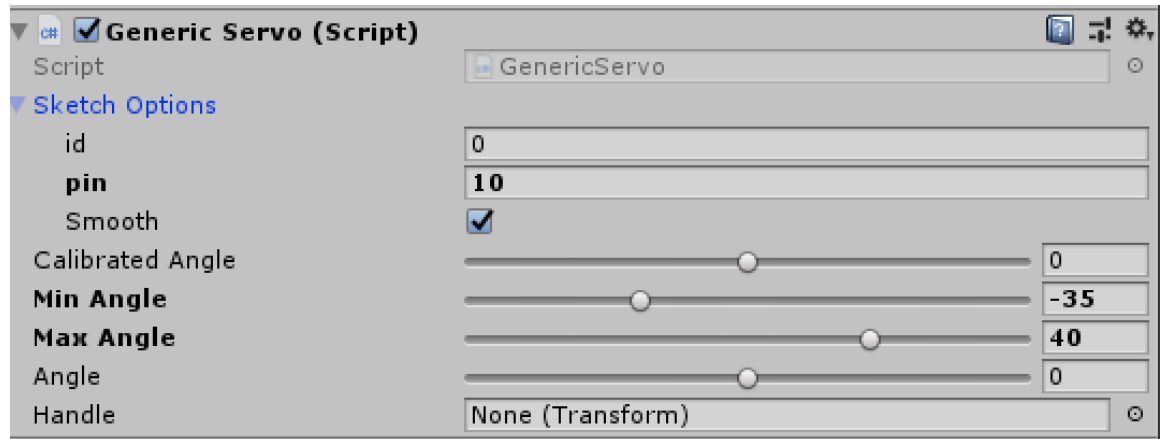 Generic Servo (Script)
Script GenericServo
Sketch Options
id 0
pin 10
Smooth
Calibrated Angle 0
Min Angle -35
Max Angle 40
Angle 0
Handle None (Transform)